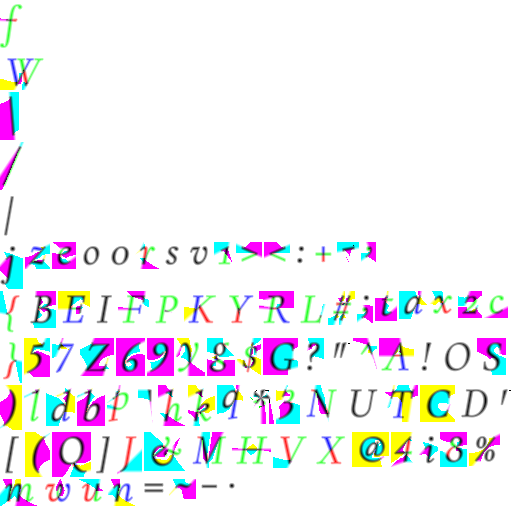 f
W
\
/
|
j z e o o r s v
{ B E I F P K Y R L # ; t a x z c
} 5 7 Z 6 9 8 $ G ? " ^ A ! O S
) l d b p ' h k q * 3 N U T C D "
[ ( Q ] J & M H V X @ 4 i 8 %
m w u n = ~ - ·